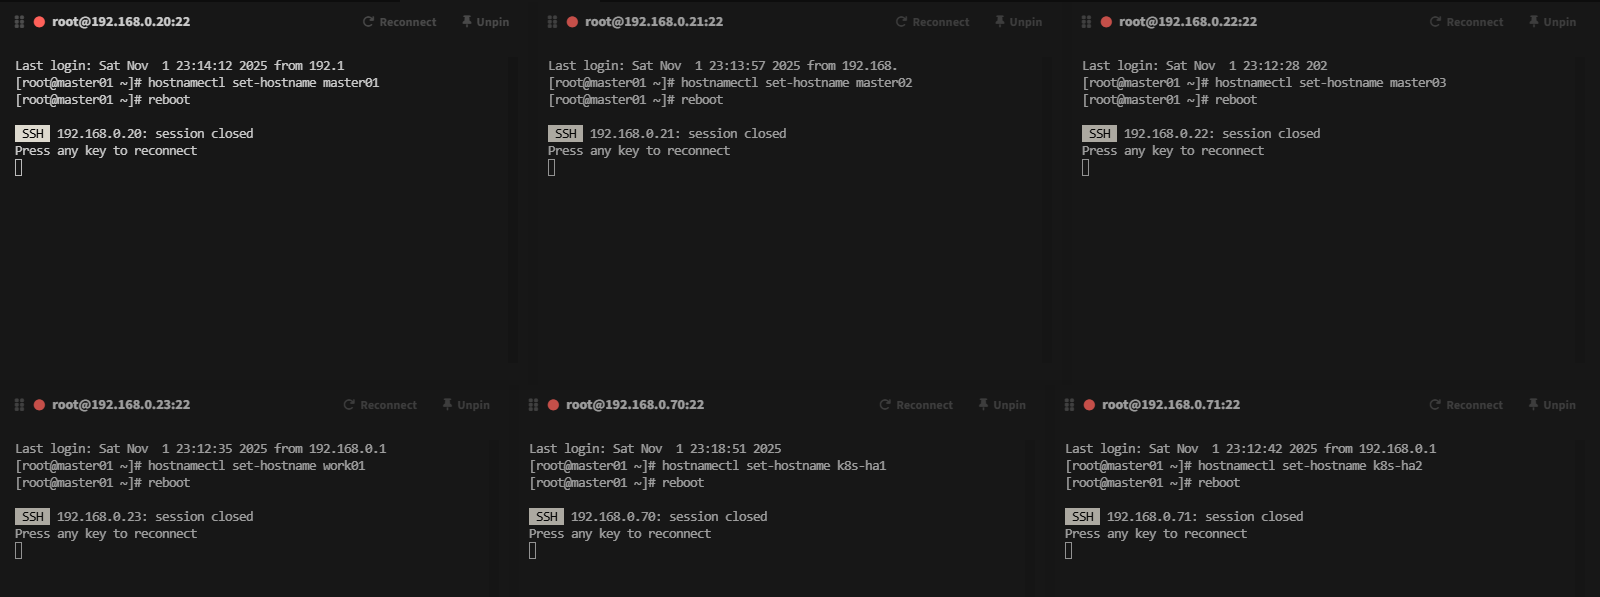 root@192.168.0.20:22 Reconnect Unpin
Last login: Sat Nov  1 23:14:12 2025 from 192.1
[root@master01 ~]# hostnamectl set-hostname master01
[root@master01 ~]# reboot
SSH 192.168.0.20: session closed
Press any key to reconnect
root@192.168.0.21:22 Reconnect Unpin
Last login: Sat Nov  1 23:13:57 2025 from 192.168.
[root@master01 ~]# hostnamectl set-hostname master02
[root@master01 ~]# reboot
SSH 192.168.0.21: session closed
Press any key to reconnect
root@192.168.0.22:22 Reconnect Unpin
Last login: Sat Nov  1 23:12:28 202
[root@master01 ~]# hostnamectl set-hostname master03
[root@master01 ~]# reboot
SSH 192.168.0.22: session closed
Press any key to reconnect
root@192.168.0.23:22 Reconnect Unpin
Last login: Sat Nov  1 23:12:35 2025 from 192.168.0.1
[root@master01 ~]# hostnamectl set-hostname work01
[root@master01 ~]# reboot
SSH 192.168.0.23: session closed
Press any key to reconnect
root@192.168.0.70:22 Reconnect Unpin
Last login: Sat Nov  1 23:18:51 2025
[root@master01 ~]# hostnamectl set-hostname k8s-ha1
[root@master01 ~]# reboot
SSH 192.168.0.70: session closed
Press any key to reconnect
root@192.168.0.71:22 Reconnect Unpin
Last login: Sat Nov  1 23:12:42 2025 from 192.168.0.1
[root@master01 ~]# hostnamectl set-hostname k8s-ha2
[root@master01 ~]# reboot
SSH 192.168.0.71: session closed
Press any key to reconnect